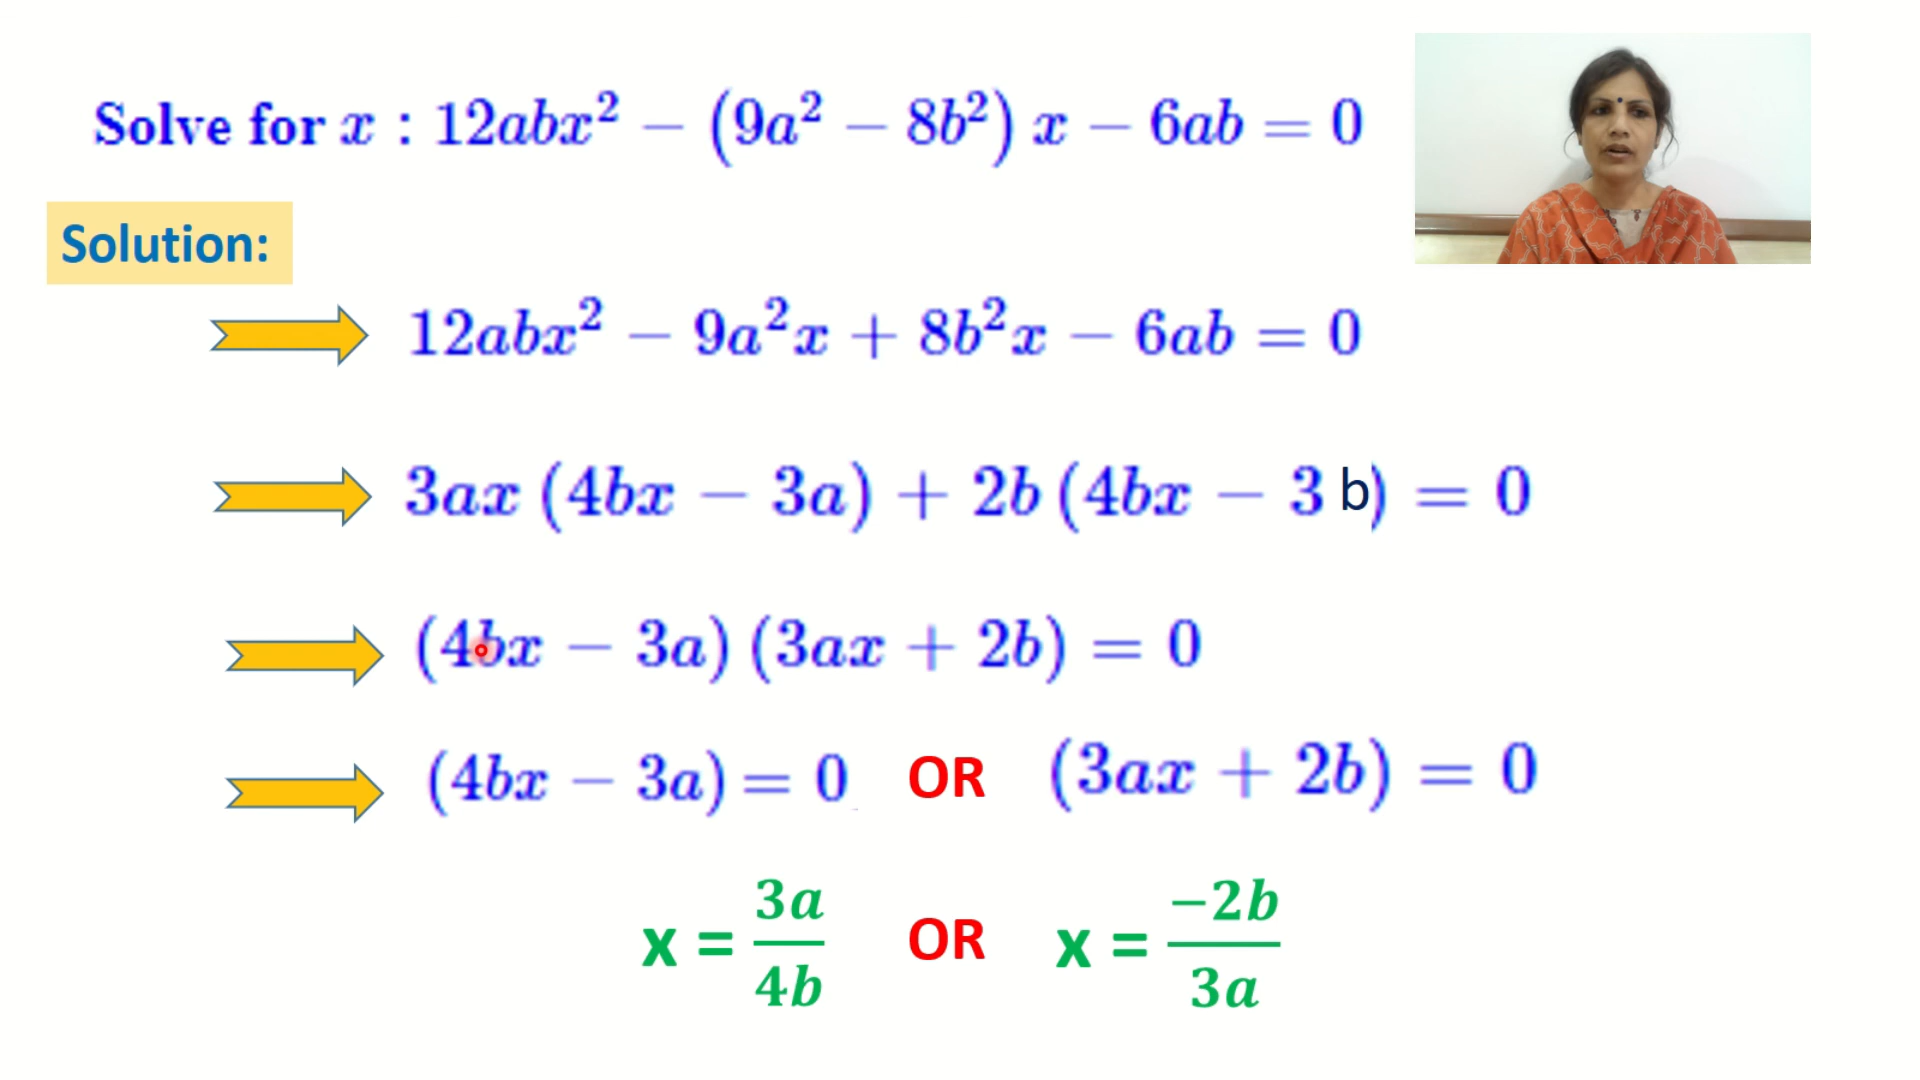 Solve for x : 12abx² − (9a² − 8b²) x − 6ab = 0
Solution:
12abx² − 9a²x + 8b²x − 6ab = 0
3ax (4bx − 3a) + 2b (4bx − 3 b) = 0
(4bx − 3a) (3ax + 2b) = 0
(4bx − 3a) = 0 OR (3ax + 2b) = 0
x = 3a/4b OR x = −2b/3a